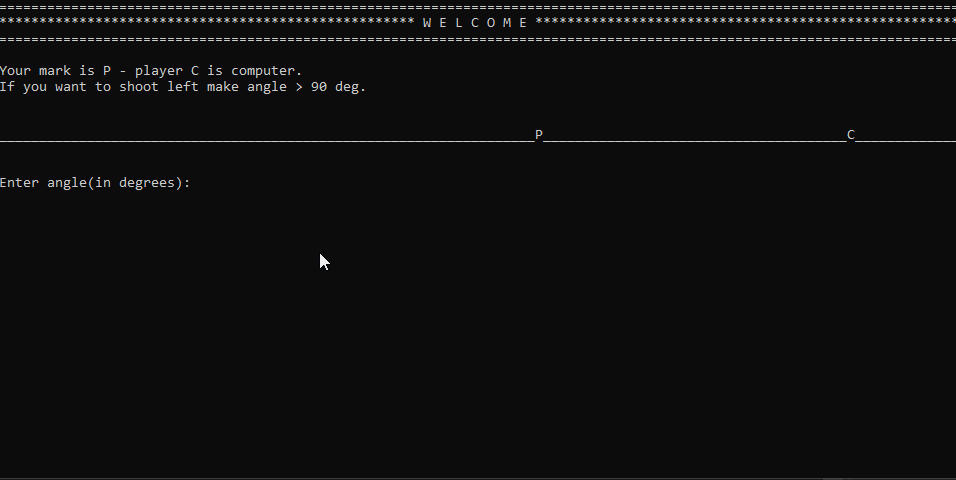 ========================================================================================================================
**************************************************** W E L C O M E *****************************************************
========================================================================================================================
Your mark is P - player C is computer.
If you want to shoot left make angle > 90 deg.
___________________________________________________________________P______________________________________C_____________
Enter angle(in degrees):